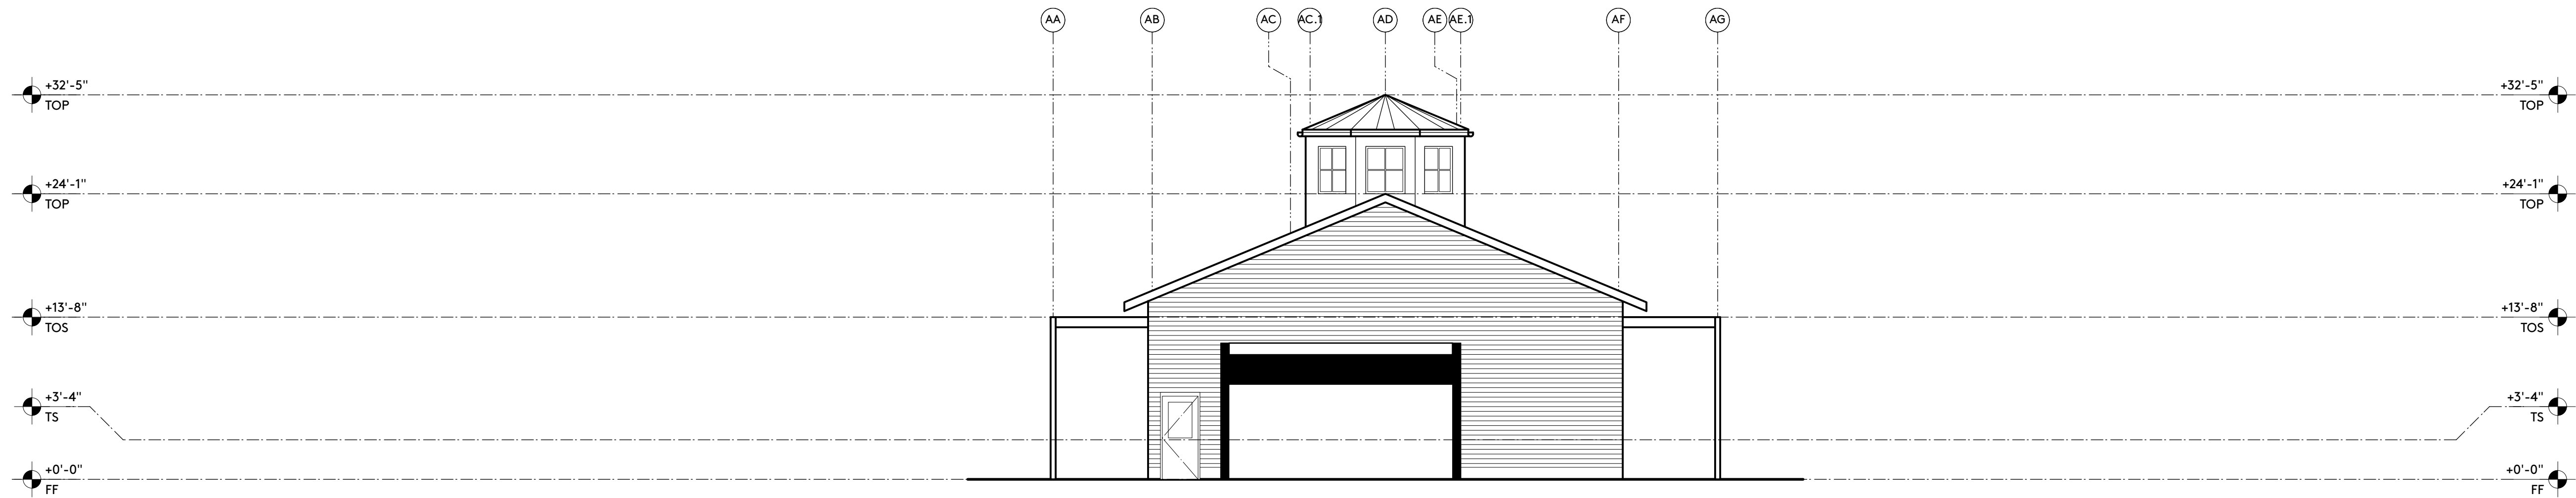 AA AB AC AC.1 AD AE AE.1 AF AG
+32'-5" +32'-5"
TOP TOP
+24'-1" +24'-1"
TOP TOP
+13'-8" +13'-8"
TOS TOS
+3'-4" +3'-4"
TS TS
+0'-0" +0'-0"
FF FF